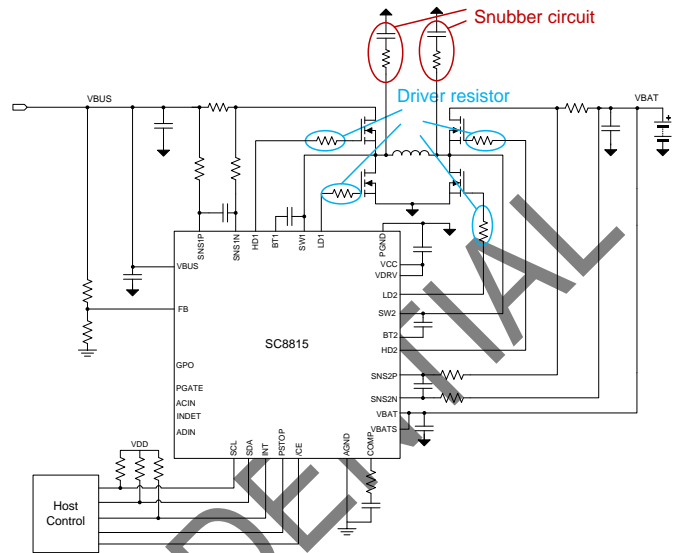 Snubber circuit
VBUS
Driver resistor
VBAT
+
SNS1P
SNS1N
HD1
BT1
SW1
LD1
PGND
VBUS
VCC
VDRV
LD2
FB
SW2
BT2
SC8815
HD2
GPO
SNS2P
PGATE
ACIN
SNS2N
INDET
VBAT
ADIN
VBATS
VDD
SCL
SDA
INT
PSTOP
/CE
AGND
COMP
Host
Control
DENTIAL